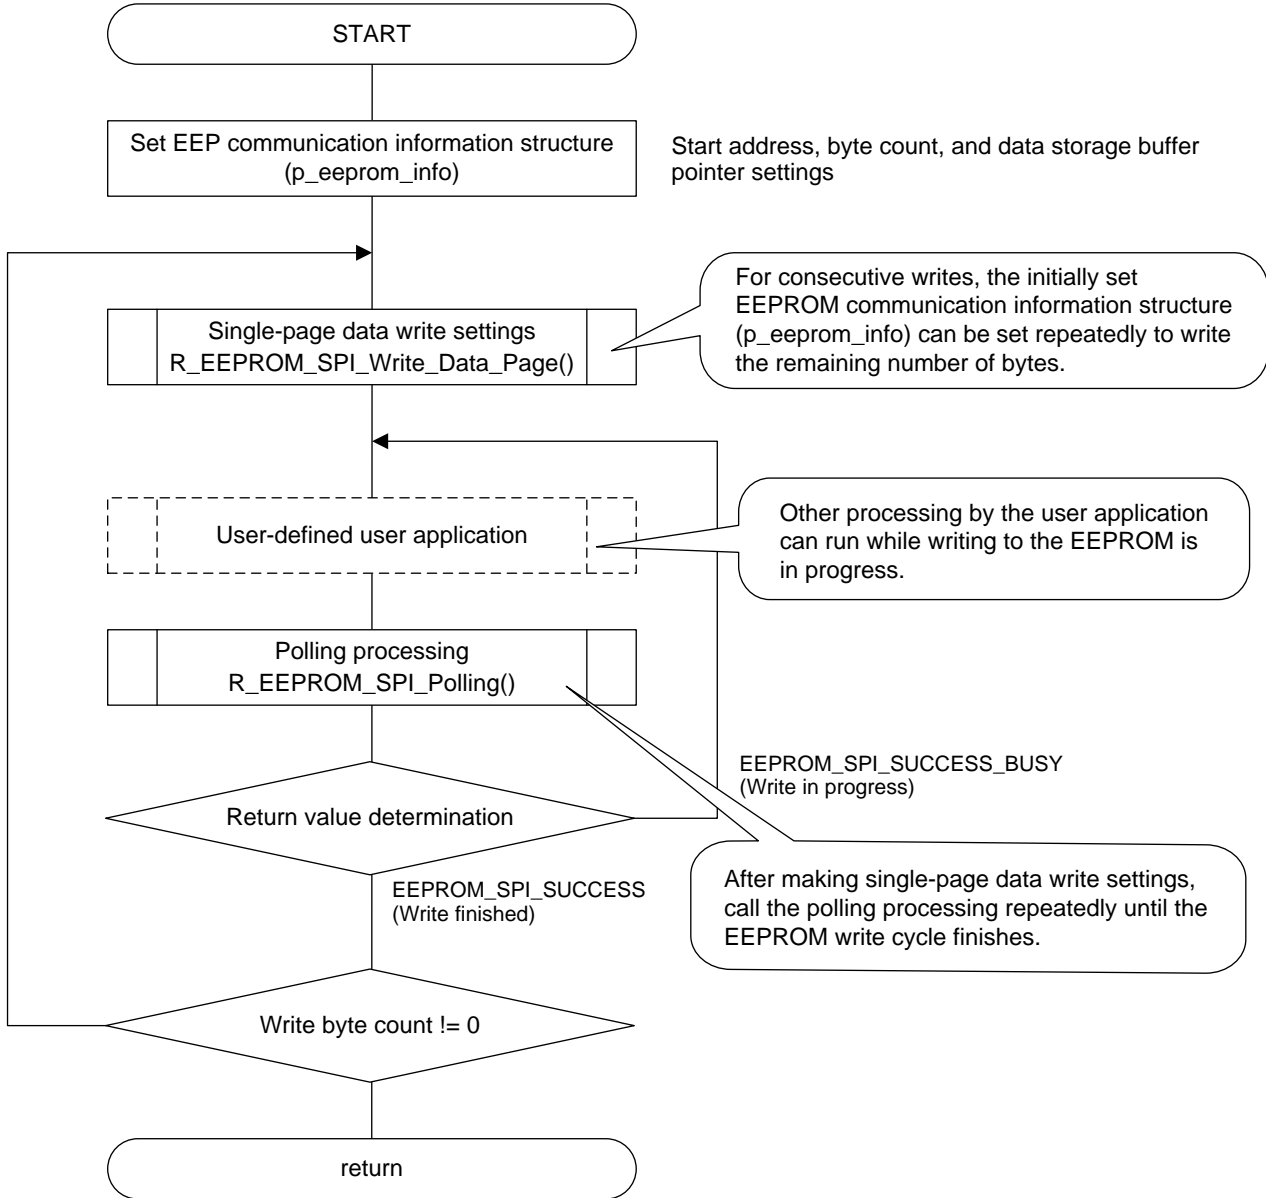 START
Set EEP communication information structure
(p_eeprom_info)
Start address, byte count, and data storage buffer
pointer settings
For consecutive writes, the initially set
EEPROM communication information structure
(p_eeprom_info) can be set repeatedly to write
the remaining number of bytes.
Single-page data write settings
R_EEPROM_SPI_Write_Data_Page()
User-defined user application
Other processing by the user application
can run while writing to the EEPROM is
in progress.
Polling processing
R_EEPROM_SPI_Polling()
EEPROM_SPI_SUCCESS_BUSY
(Write in progress)
Return value determination
EEPROM_SPI_SUCCESS
(Write finished)
After making single-page data write settings,
call the polling processing repeatedly until the
EEPROM write cycle finishes.
Write byte count != 0
return